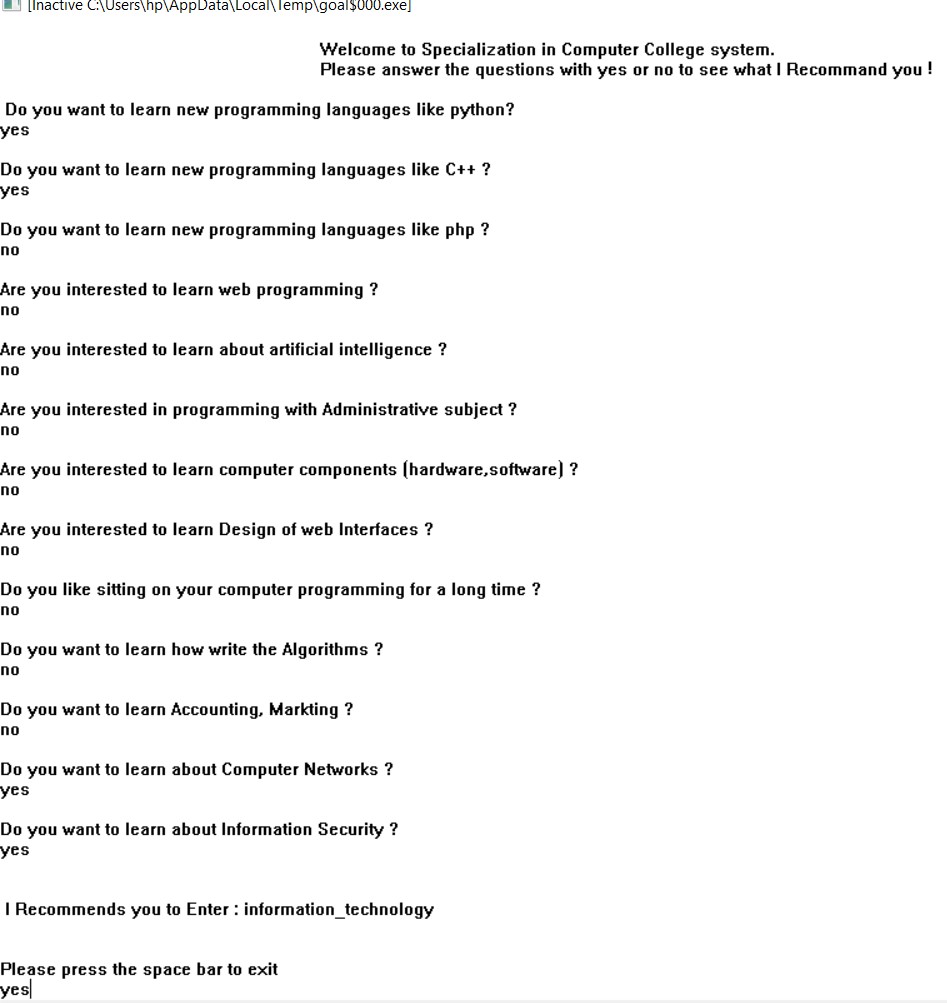 [Inactive C:\Users\hp\AppData\Local\Temp\goal$000.exe]
Welcome to Specialization in Computer College system.
Please answer the questions with yes or no to see what I Recommand you !
Do you want to learn new programming languages like python?
yes
Do you want to learn new programming languages like C++ ?
yes
Do you want to learn new programming languages like php ?
no
Are you interested to learn web programming ?
no
Are you interested to learn about artificial intelligence ?
no
Are you interested in programming with Administrative subject ?
no
Are you interested to learn computer components (hardware,software) ?
no
Are you interested to learn Design of web Interfaces ?
no
Do you like sitting on your computer programming for a long time ?
no
Do you want to learn how write the Algorithms ?
no
Do you want to learn Accounting, Markting ?
no
Do you want to learn about Computer Networks ?
yes
Do you want to learn about Information Security ?
yes
I Recommends you to Enter : information_technology
Please press the space bar to exit
yes